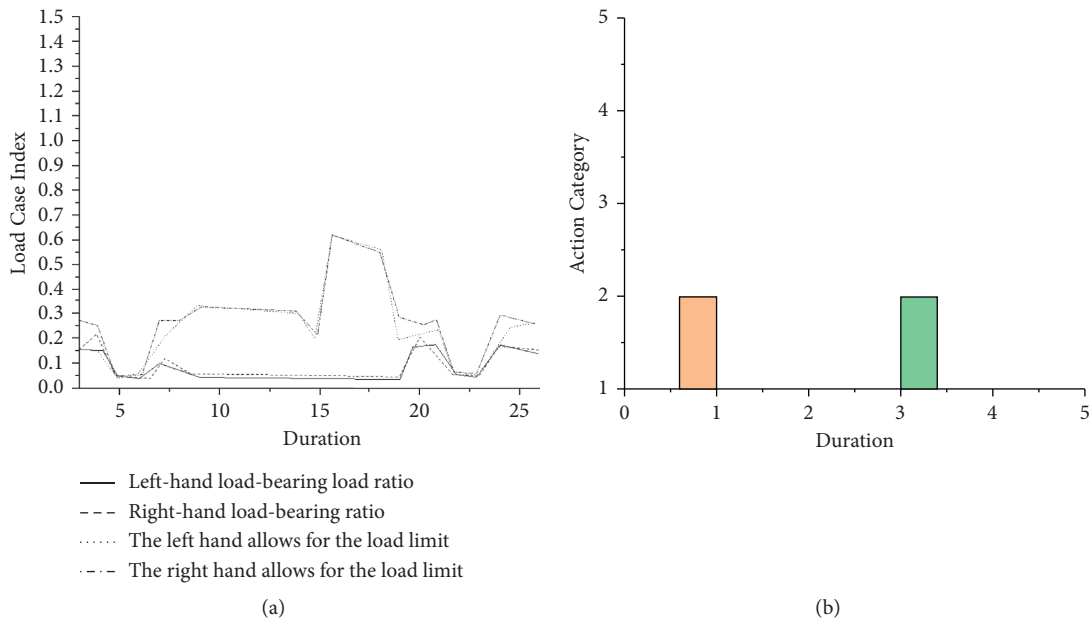 1.5
1.4
1.3
1.2
1.1
1.0
0.9
0.8
0.7
0.6
0.5
0.4
0.3
0.2
0.1
0.0
Load Case Index
5 10 15 20 25
Duration
Left-hand load-bearing load ratio
Right-hand load-bearing ratio
The left hand allows for the load limit
The right hand allows for the load limit
(a)
5
4
3
2
1
Action Category
0 1 2 3 4 5
Duration
(b)